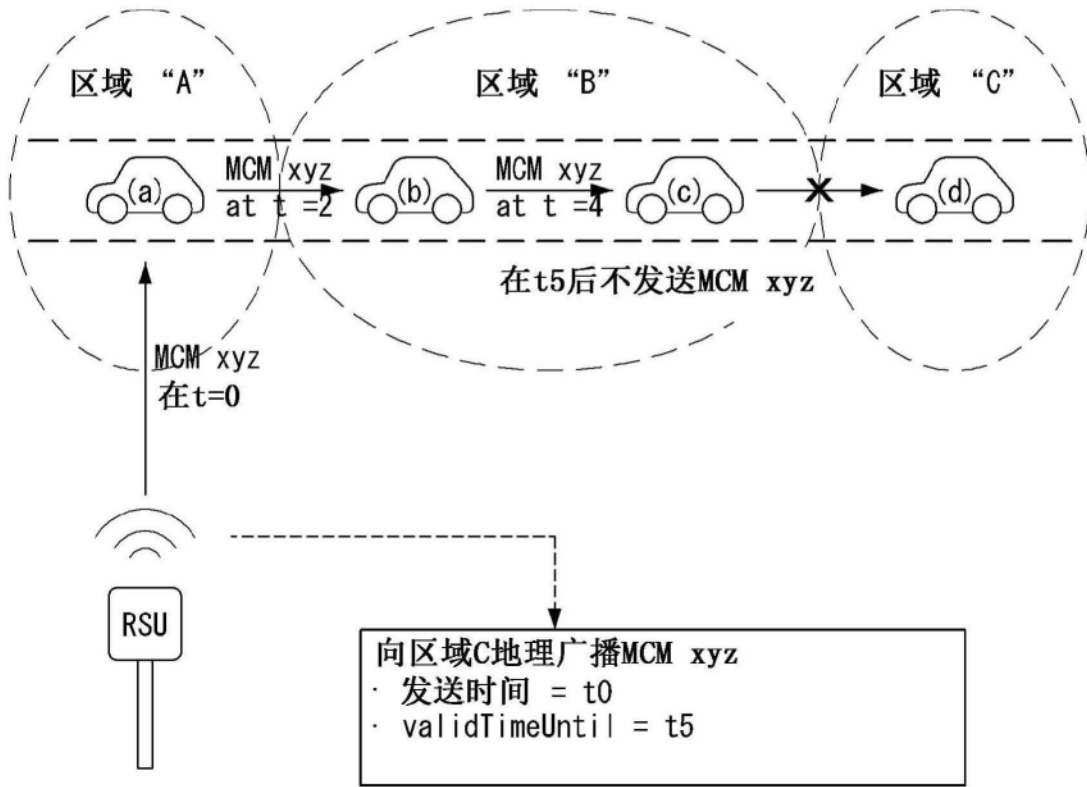 区域 “A”
区域 “B”
区域 “C”
MCM xyz
at t =2
MCM xyz
at t =4
(a)
(b)
(c)
(d)
在t5后不发送MCM xyz
MCM xyz
在t=0
RSU
向区域C地理广播MCM xyz
· 发送时间 = t0
· validTimeUntil = t5